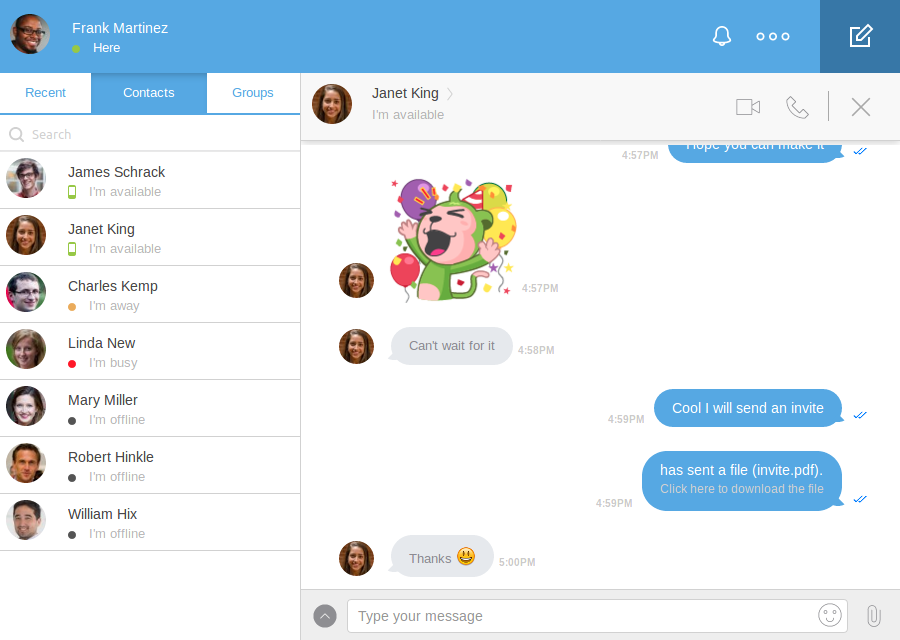 Frank Martinez
Here
Recent
Contacts
Groups
Search
James Schrack
I'm available
Janet King
I'm available
Charles Kemp
I'm away
Linda New
I'm busy
Mary Miller
I'm offline
Robert Hinkle
I'm offline
William Hix
I'm offline
Janet King
I'm available
4:57PM
Hope you can make it
4:57PM
Can't wait for it
4:58PM
Cool I will send an invite
4:59PM
has sent a file (invite.pdf).
Click here to download the file
4:59PM
Thanks 😃
5:00PM
Type your message